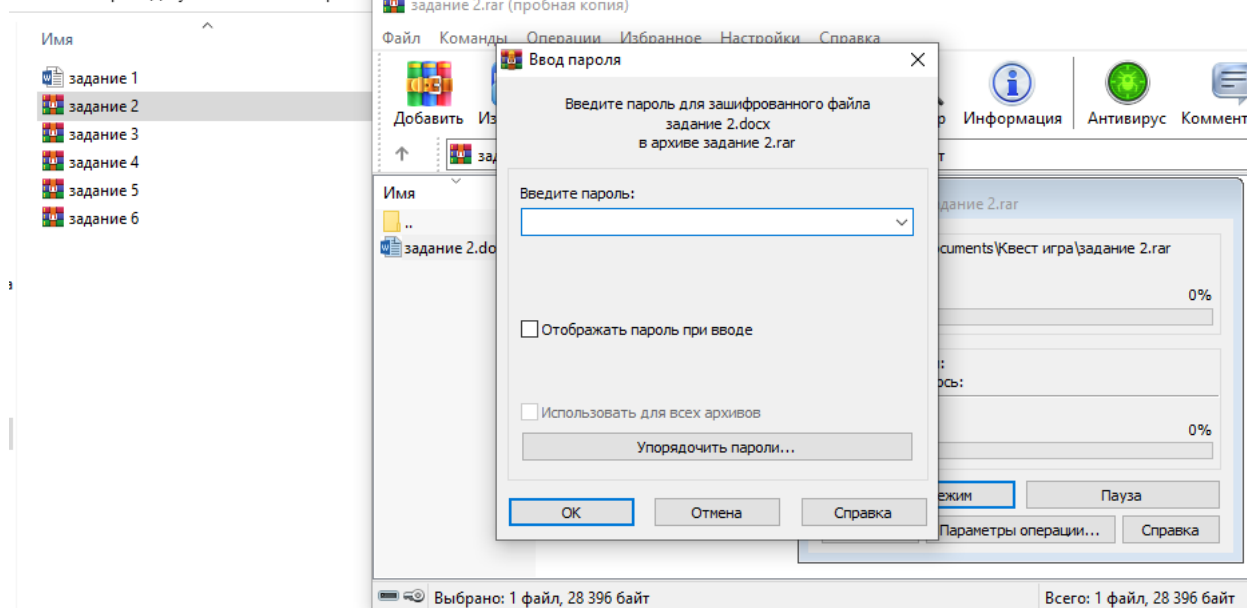 Имя
задание 1
задание 2
задание 3
задание 4
задание 5
задание 6
задание 2.rar (пробная копия)
Файл Команды Операции Избранное Настройки Справка
Добавить
Информация
Антивирус
Имя
..
задание 2.do
Ввод пароля
Введите пароль для зашифрованного файла
задание 2.docx
в архиве задание 2.rar
Введите пароль:
Отображать пароль при вводе
Использовать для всех архивов
Упорядочить пароли...
ОК
Отмена
Справка
2.rar
\Квест игра\задание 2.rar
0%
0%
Пауза
Параметры операции...
Справка
Выбрано: 1 файл, 28 396 байт
Всего: 1 файл, 28 396 байт